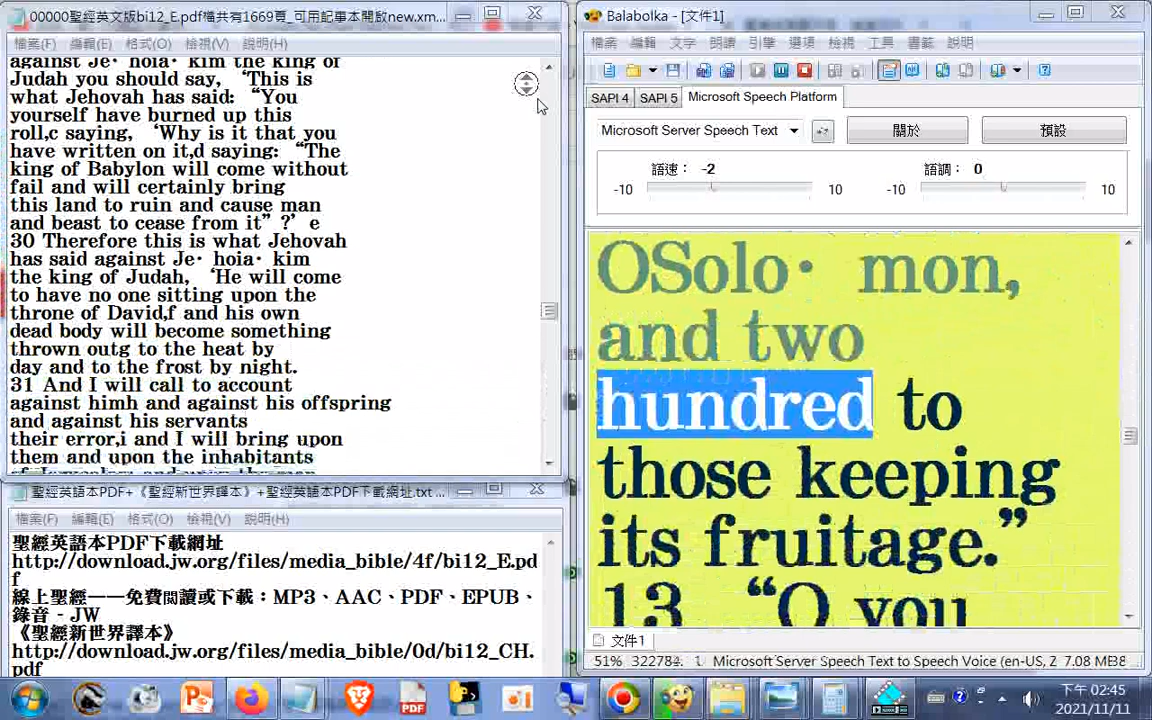 00000聖經英文版bi12_E.pdf檔共有1669頁_可用記事本開啟new.xm...
檔案(F) 編輯(E) 格式(O) 檢視(V) 說明(H)
against Je· hoia· kim the king of
Judah you should say, ‘This is
what Jehovah has said: “You
yourself have burned up this
roll,c saying, ‘Why is it that you
have written on it,d saying: “The
king of Babylon will come without
fail and will certainly bring
this land to ruin and cause man
and beast to cease from it” ?’ e
30 Therefore this is what Jehovah
has said against Je· hoia· kim
the king of Judah, ‘He will come
to have no one sitting upon the
throne of David,f and his own
dead body will become something
thrown outg to the heat by
day and to the frost by night.
31 And I will call to account
against himh and against his offspring
and against his servants
their error,i and I will bring upon
them and upon the inhabitants
聖經英語本PDF+《聖經新世界譯本》+聖經英語本PDF下載網址.txt ...
檔案(F) 編輯(E) 格式(O) 檢視(V) 說明(H)
聖經英語本PDF下載網址
http://download.jw.org/files/media_bible/4f/bi12_E.pd
f
線上聖經——免費閱讀或下載：MP3、AAC、PDF、EPUB、
錄音 - JW
《聖經新世界譯本》
http://download.jw.org/files/media_bible/0d/bi12_CH.
pdf
Balabolka - [文件1]
檔案 編輯 文字 朗讀 引擎 選項 檢視 工具 書籤 說明
SAPI 4 SAPI 5 Microsoft Speech Platform
Microsoft Server Speech Text 關於 預設
語速： -2 語調： 0
-10 10 -10 10
OSolo· mon,
and two
hundred to
those keeping
its fruitage.”
13 “O you
文件1
51% 322784: 1 Microsoft Server Speech Text to Speech Voice (en-US, Z 7.08 MB
下午 02:45
2021/11/11